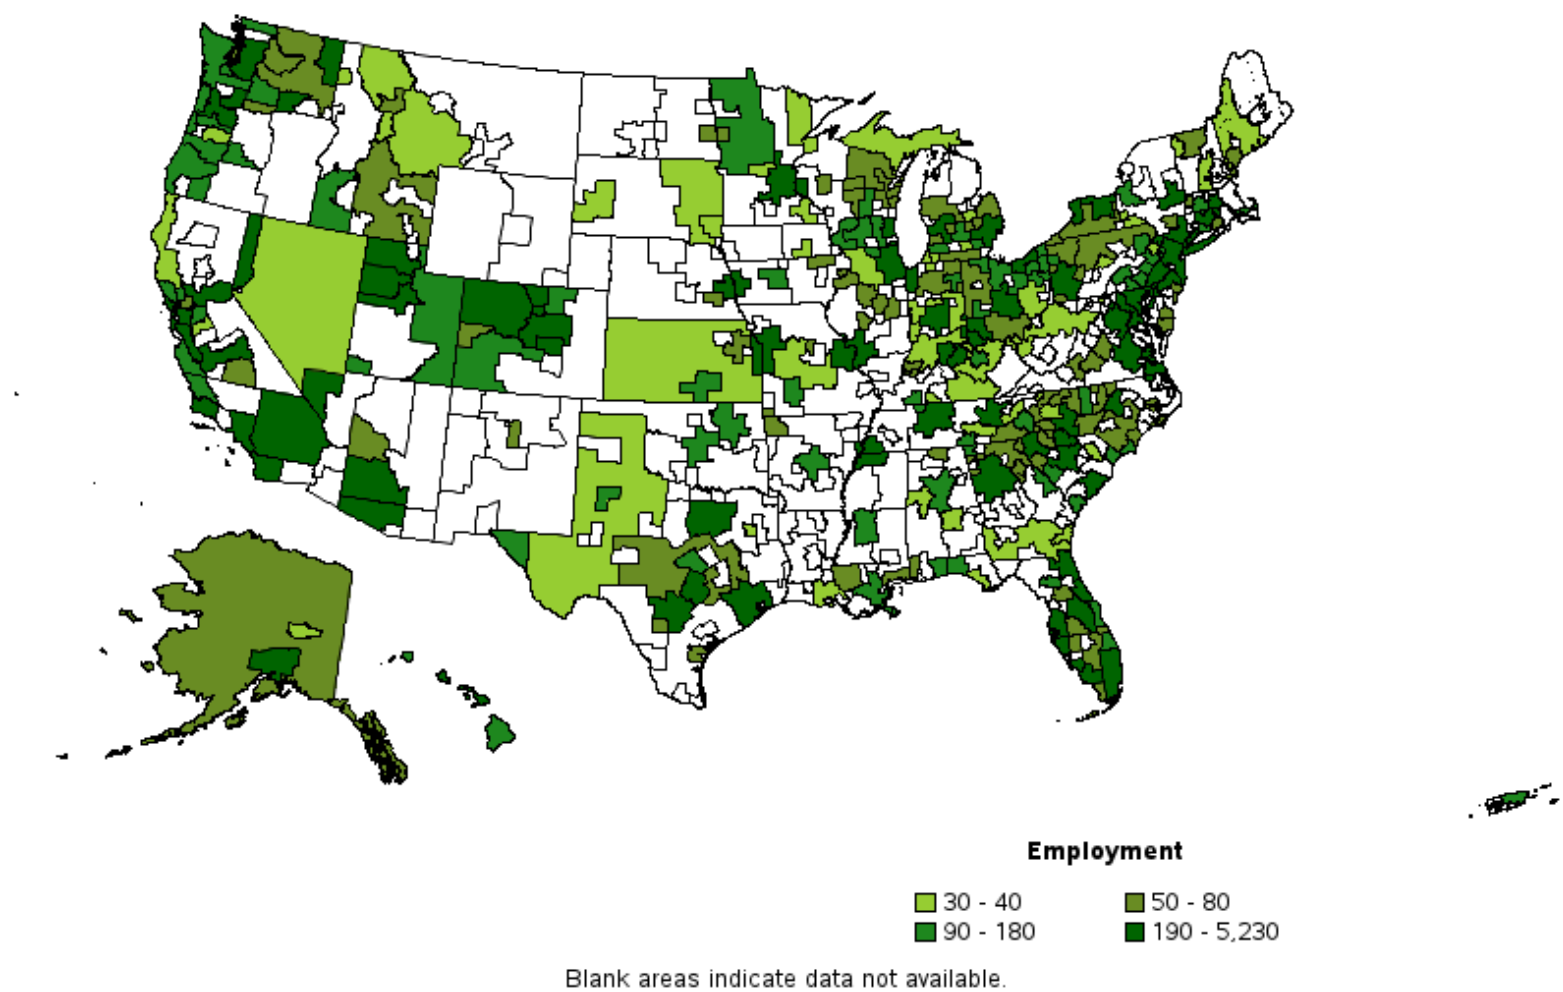 Employment
30 - 40
50 - 80
90 - 180
190 - 5,230
Blank areas indicate data not available.